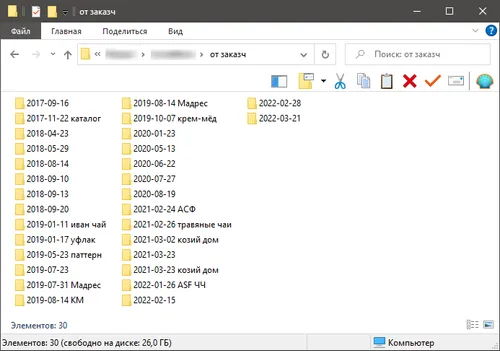 от заказч
Файл
Главная
Поделиться
Вид
от заказч
Поиск: от заказч
2017-09-16
2017-11-22 каталог
2018-04-23
2018-05-29
2018-08-14
2018-09-10
2018-09-13
2018-09-20
2019-01-11 иван чай
2019-01-17 уфлак
2019-05-23 паттерн
2019-07-23
2019-07-31 Мадрес
2019-08-14 КМ
2019-08-14 Мадрес
2019-10-07 крем-мёд
2020-01-23
2020-05-13
2020-06-22
2020-07-27
2020-08-19
2021-02-24 АСФ
2021-02-26 травяные чаи
2021-03-02 козий дом
2021-03-23
2021-03-23 козий дом
2022-01-26 ASF ЧЧ
2022-02-15
2022-02-28
2022-03-21
Элементов: 30
Элементов: 30 (свободно на диске: 26,0 ГБ)
Компьютер